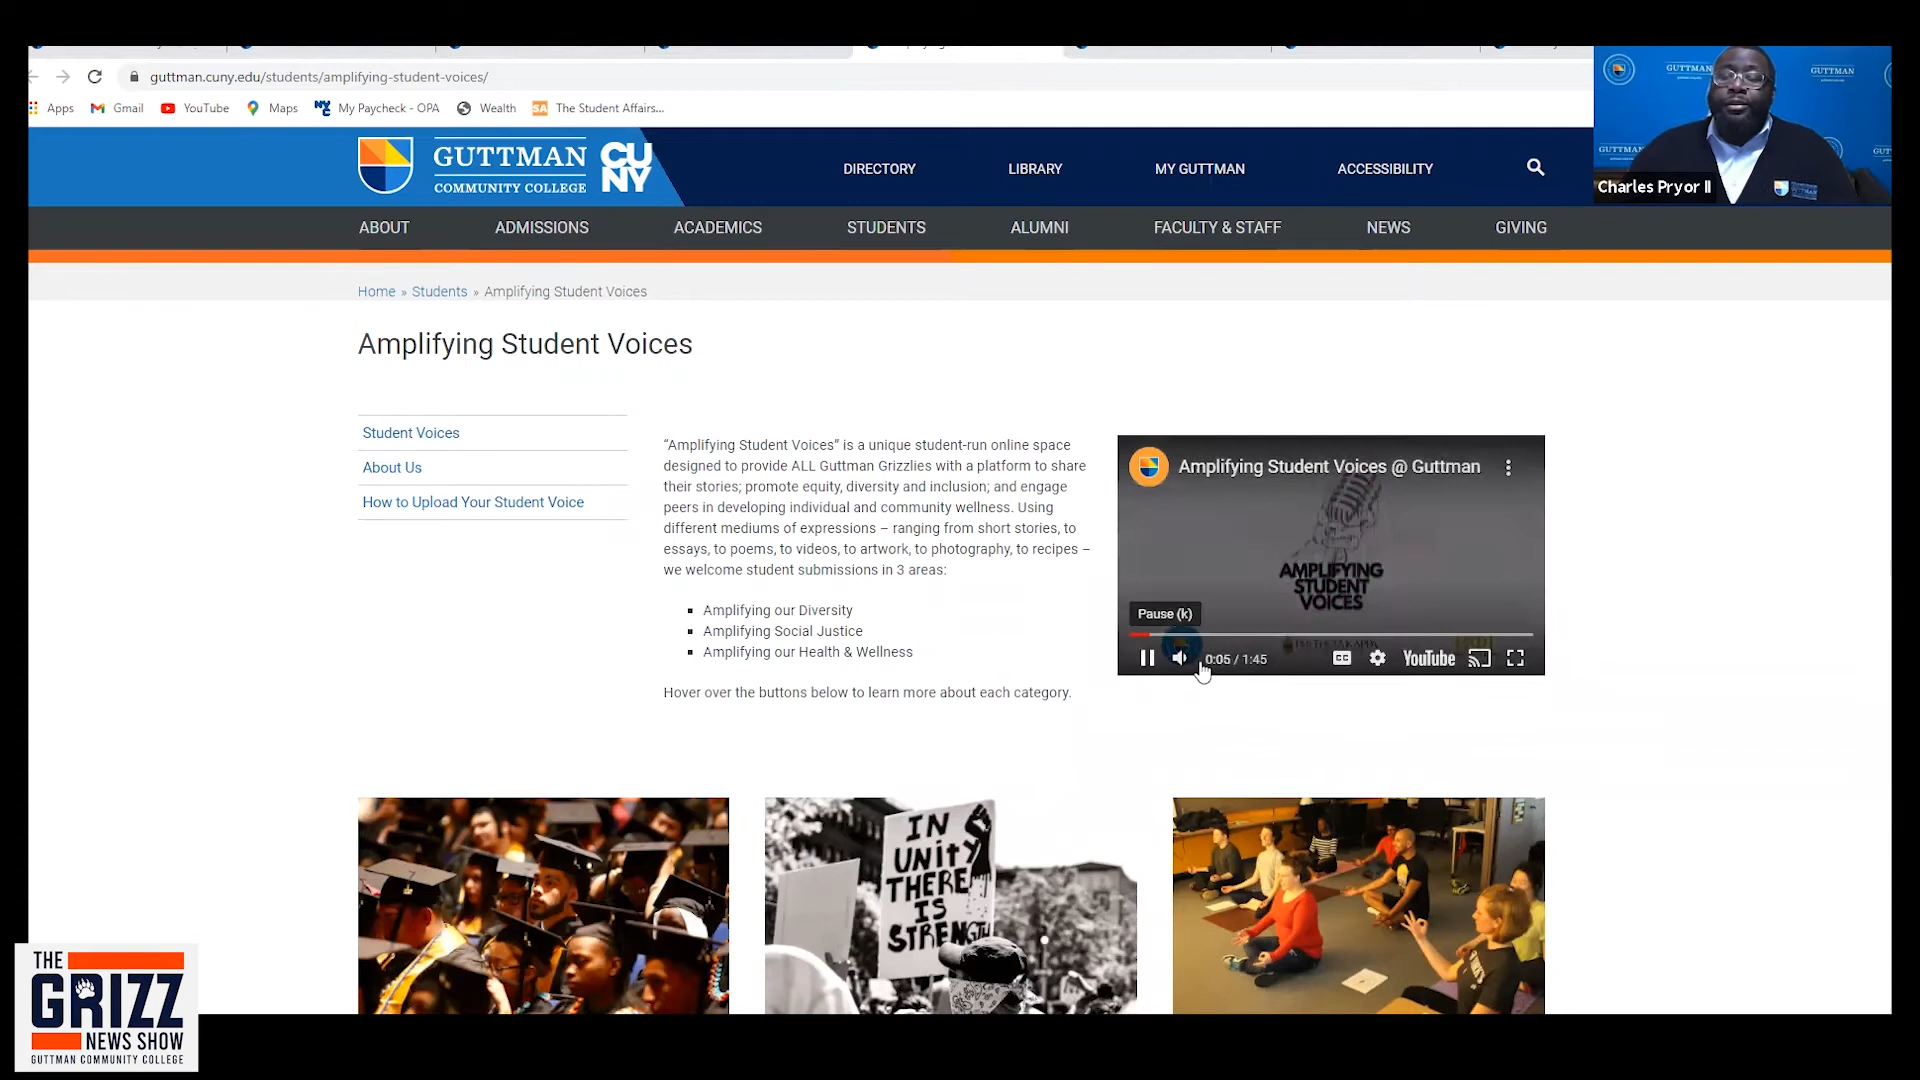 guttman.cuny.edu/students/amplifying-student-voices/
Apps
Gmail
YouTube
Maps
NYC
My Paycheck - OPA
Wealth
SA
The Student Affairs...
GUTTMAN
COMMUNITY COLLEGE
CU
NY
DIRECTORY
LIBRARY
MY GUTTMAN
ACCESSIBILITY
GUTTMAN
GUTTMAN
GUTTMAN
Charles Pryor II
ABOUT
ADMISSIONS
ACADEMICS
STUDENTS
ALUMNI
FACULTY & STAFF
NEWS
GIVING
Home » Students » Amplifying Student Voices
Amplifying Student Voices
Student Voices
About Us
How to Upload Your Student Voice
“Amplifying Student Voices” is a unique student-run online space
designed to provide ALL Guttman Grizzlies with a platform to share
their stories; promote equity, diversity and inclusion; and engage
peers in developing individual and community wellness. Using
different mediums of expressions – ranging from short stories, to
essays, to poems, to videos, to artwork, to photography, to recipes –
we welcome student submissions in 3 areas:
Amplifying our Diversity
Amplifying Social Justice
Amplifying our Health & Wellness
Hover over the buttons below to learn more about each category.
Amplifying Student Voices @ Guttman
AMPLIFYING
STUDENT
VOICES
Pause (k)
0:05 / 1:45
CC
YouTube
IN
UNITY
THERE
IS
STRENGTH
THE
GRIZZ
NEWS SHOW
GUTTMAN COMMUNITY COLLEGE